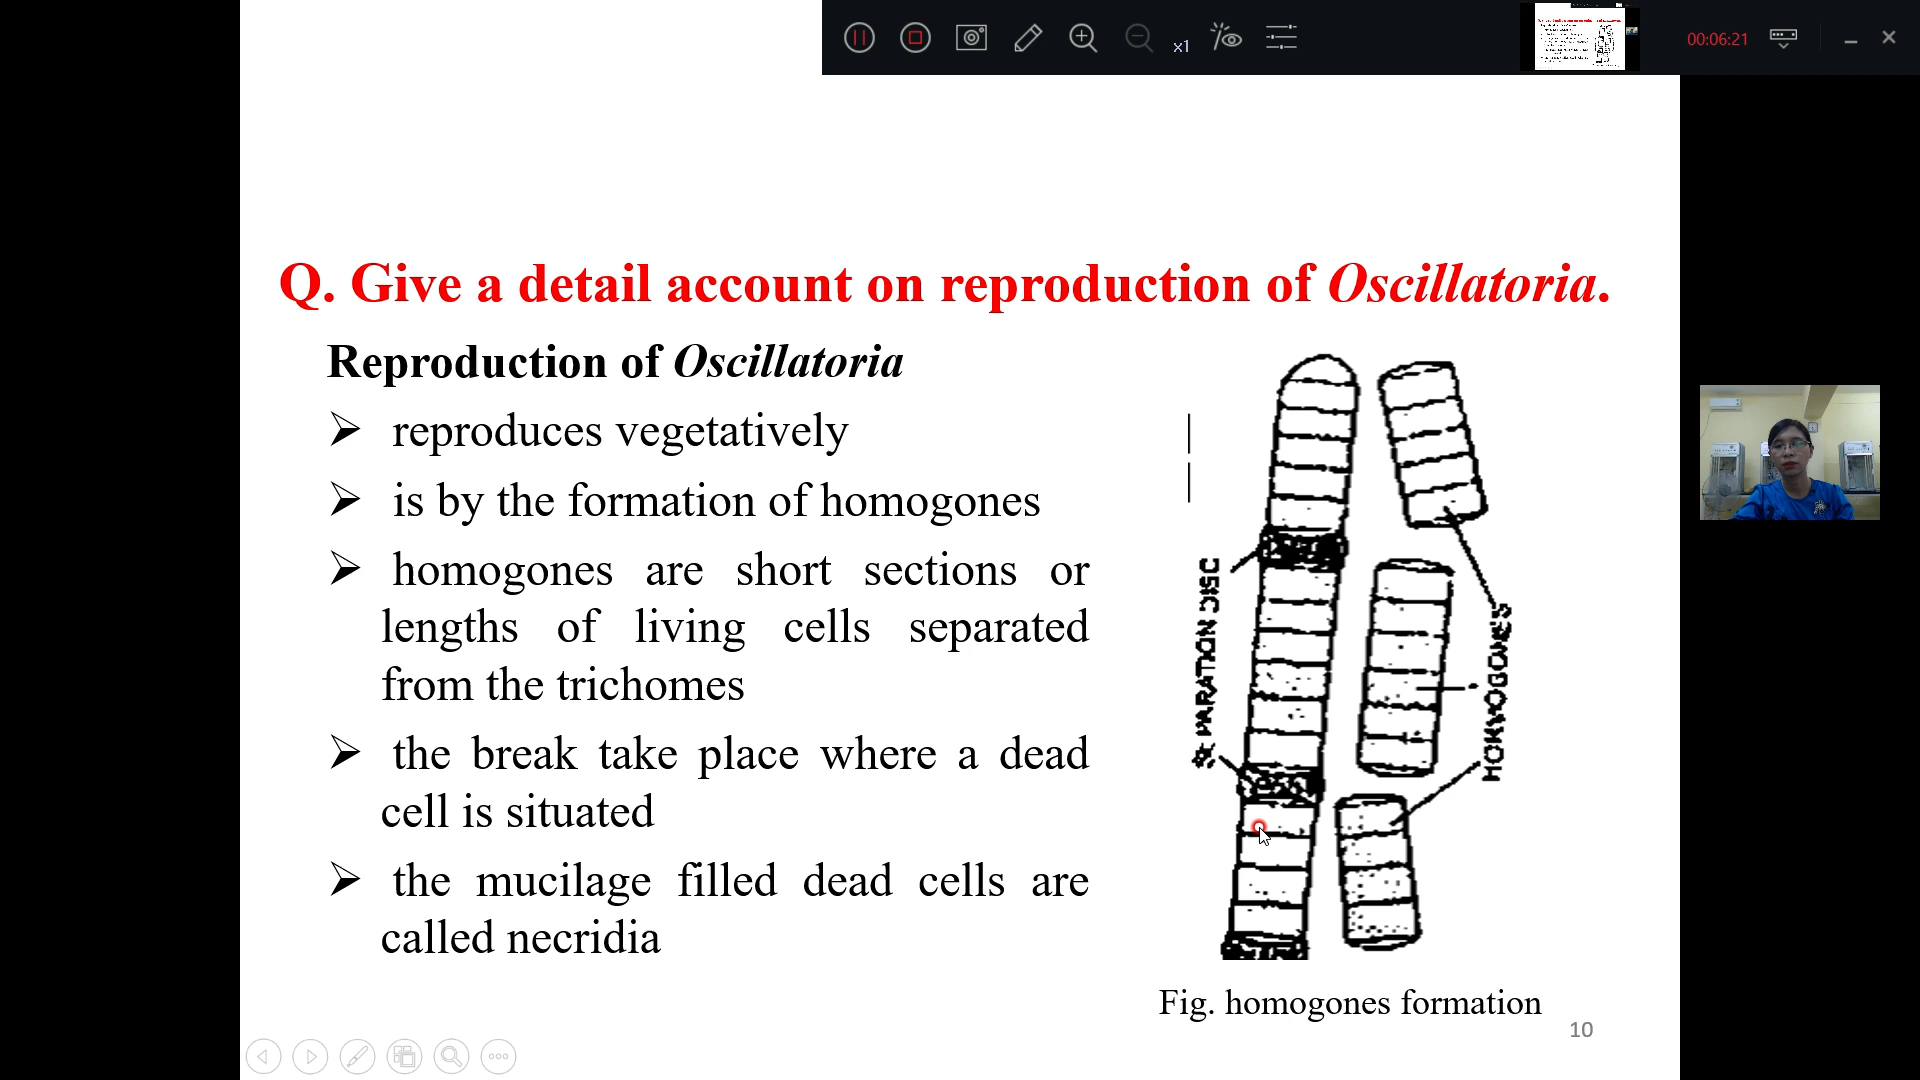 x1
00:06:21
Q. Give a detail account on reproduction of Oscillatoria.
Reproduction of Oscillatoria
➢ reproduces vegetatively
➢ is by the formation of homogones
➢ homogones are short sections or
lengths of living cells separated
from the trichomes
➢ the break take place where a dead
cell is situated
➢ the mucilage filled dead cells are
called necridia
SEPARATION DISC
HORMOGONES
Fig. homogones formation
10